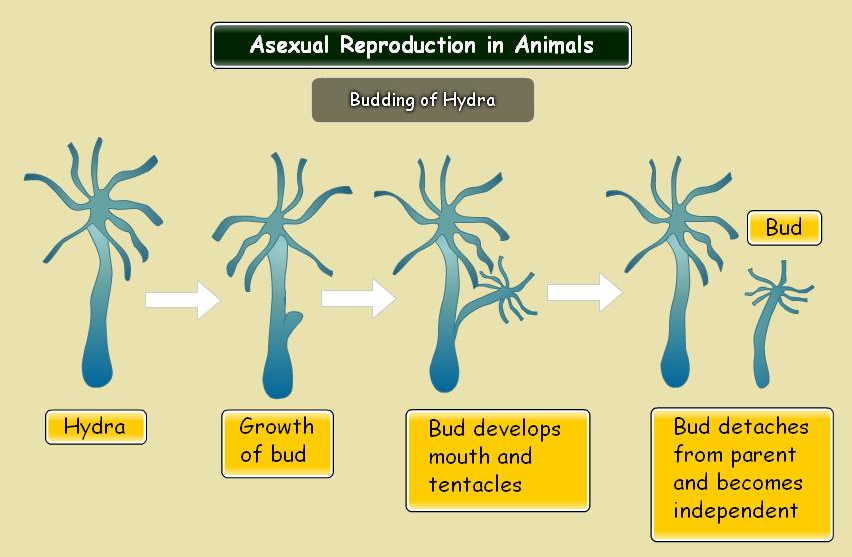 Asexual Reproduction in Animals
Budding of Hydra
Bud
Hydra
Growth
of bud
Bud develops
mouth and
tentacles
Bud detaches
from parent
and becomes
independent